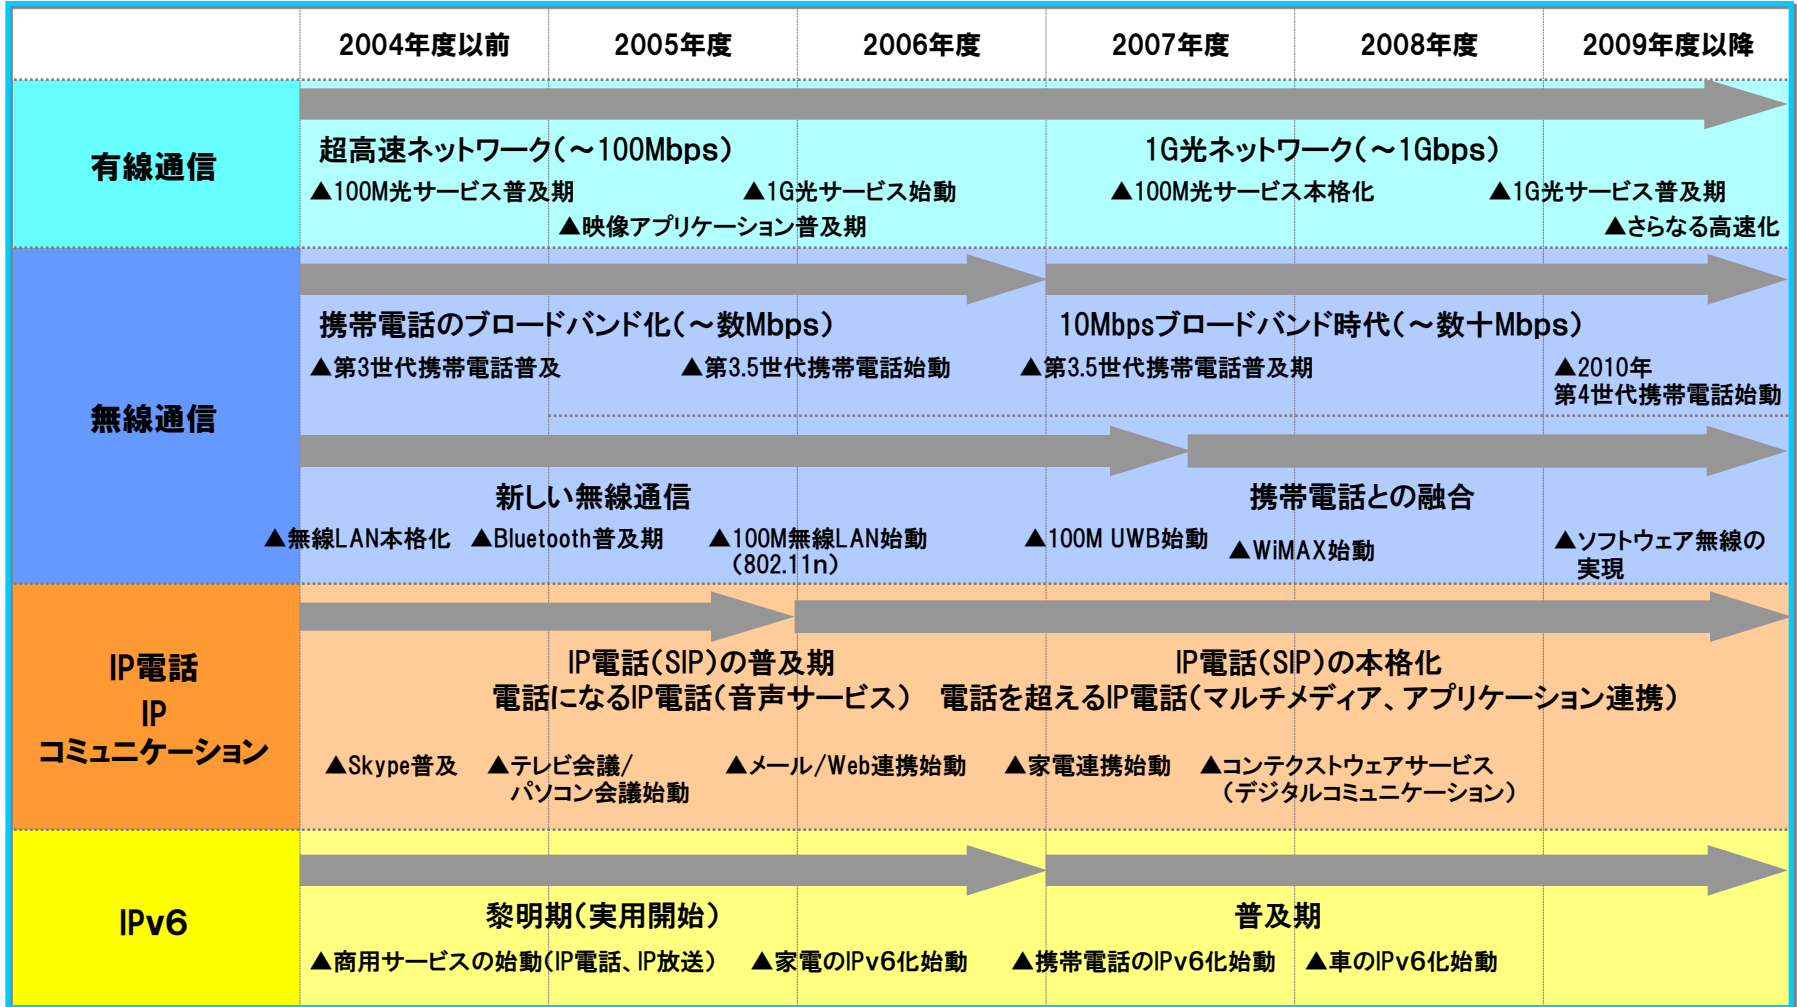 2004年度以前 2005年度 2006年度 2007年度 2008年度 2009年度以降
有線通信
超高速ネットワーク(～100Mbps) 1G光ネットワーク(～1Gbps)
▲100M光サービス普及期 ▲1G光サービス始動 ▲100M光サービス本格化 ▲1G光サービス普及期
▲映像アプリケーション普及期 ▲さらなる高速化
無線通信
携帯電話のブロードバンド化(～数Mbps) 10Mbpsブロードバンド時代(～数十Mbps)
▲第3世代携帯電話普及 ▲第3.5世代携帯電話始動 ▲第3.5世代携帯電話普及期 ▲2010年
第4世代携帯電話始動
新しい無線通信 携帯電話との融合
▲無線LAN本格化 ▲Bluetooth普及期 ▲100M無線LAN始動 ▲100M UWB始動 ▲WiMAX始動 ▲ソフトウェア無線の
(802.11n) 実現
IP電話
IP
コミュニケーション
IP電話(SIP)の普及期 IP電話(SIP)の本格化
電話になるIP電話(音声サービス) 電話を超えるIP電話(マルチメディア、アプリケーション連携)
▲Skype普及 ▲テレビ会議/ ▲メール/Web連携始動 ▲家電連携始動 ▲コンテクストウェアサービス
パソコン会議始動 (デジタルコミュニケーション)
IPv6
黎明期(実用開始) 普及期
▲商用サービスの始動(IP電話、IP放送) ▲家電のIPv6化始動 ▲携帯電話のIPv6化始動 ▲車のIPv6化始動